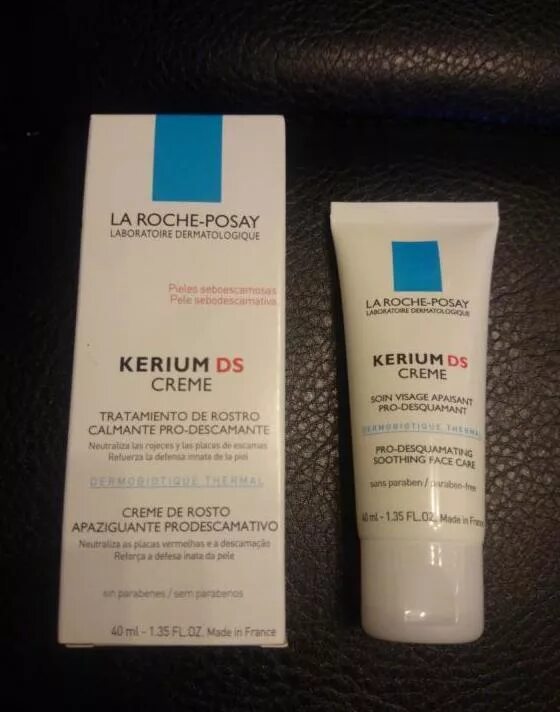 LA ROCHE-POSAY
LABORATOIRE DERMATOLOGIQUE
Pieles seboescamosas
Pele sebodescamativa
KERIUM DS
CREME
TRATAMIENTO DE ROSTRO
CALMANTE PRO-DESCAMANTE
Neutraliza las rojeces y las placas de escamas
Refuerza la defensa innata de la piel
DERMOBIOTIQUE THERMAL
CREME DE ROSTO
APAZIGUANTE PRODESCAMATIVO
Neutraliza as placas vermelhas e a descamação
Reforça a defesa inata da pele
sin parabenes / sem parabenos
40 ml - 1.35 FL.OZ. Made in France
LA ROCHE-POSAY
LABORATOIRE DERMATOLOGIQUE
KERIUM DS
CREME
SOIN VISAGE APAISANT
PRO-DESQUAMANT
DERMOBIOTIQUE THERMAL
PRO-DESQUAMATING
SOOTHING FACE CARE
sans paraben / paraben-free
40 ml - 1.35 FL.OZ. Made in France